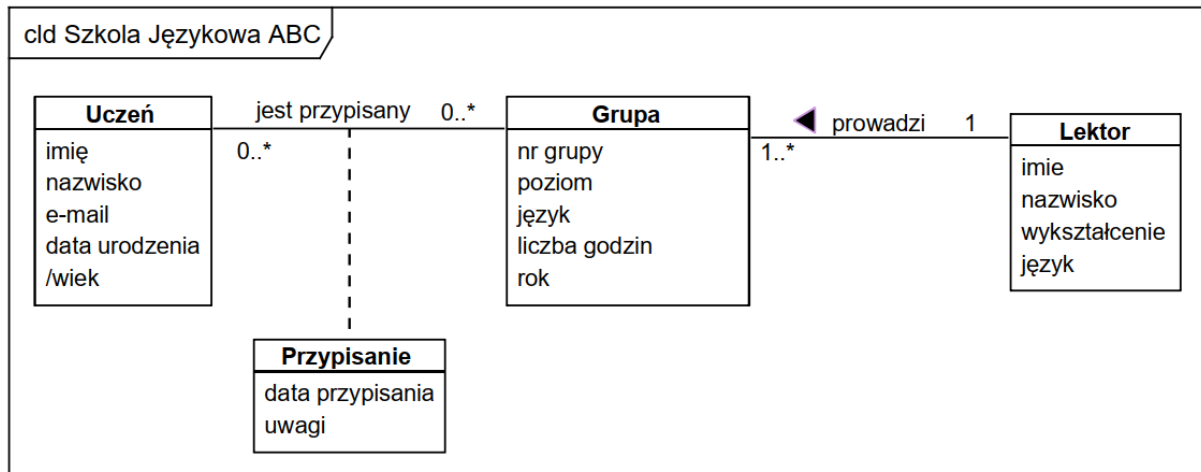 cld Szkola Językowa ABC
Uczeń
imię
nazwisko
e-mail
data urodzenia
/wiek
jest przypisany
0..*
0..*
Grupa
nr grupy
poziom
język
liczba godzin
rok
prowadzi
1
1..*
Lektor
imie
nazwisko
wykształcenie
język
Przypisanie
data przypisania
uwagi